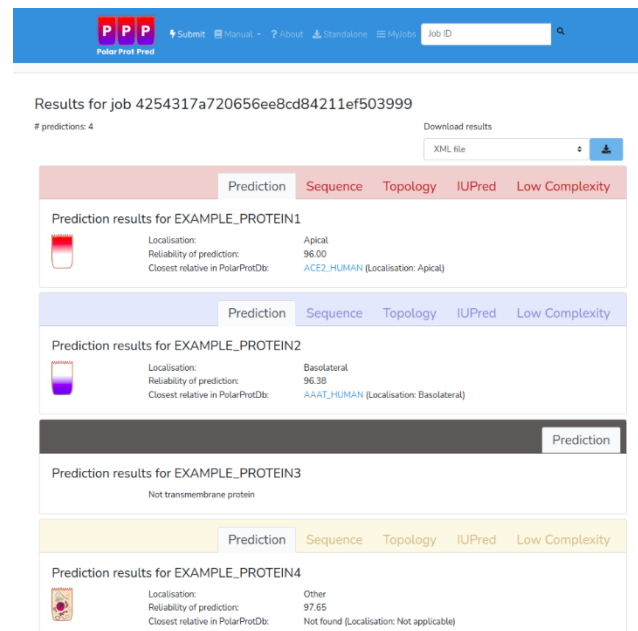 P P P
Polar Prot Pred
Submit Manual About Standalone MyJobs Job ID
Results for job 4254317a720656ee8cd84211ef503999
# predictions: 4
Download results
XML file
Prediction Sequence Topology IUPred Low Complexity
Prediction results for EXAMPLE_PROTEIN1
Localisation: Apical
Reliability of prediction: 96.00
Closest relative in PolarProtDb: ACE2_HUMAN (Localisation: Apical)
Prediction Sequence Topology IUPred Low Complexity
Prediction results for EXAMPLE_PROTEIN2
Localisation: Basolateral
Reliability of prediction: 96.38
Closest relative in PolarProtDb: AAAT_HUMAN (Localisation: Basolateral)
Prediction
Prediction results for EXAMPLE_PROTEIN3
Not transmembrane protein
Prediction Sequence Topology IUPred Low Complexity
Prediction results for EXAMPLE_PROTEIN4
Localisation: Other
Reliability of prediction: 97.65
Closest relative in PolarProtDb: Not found (Localisation: Not applicable)